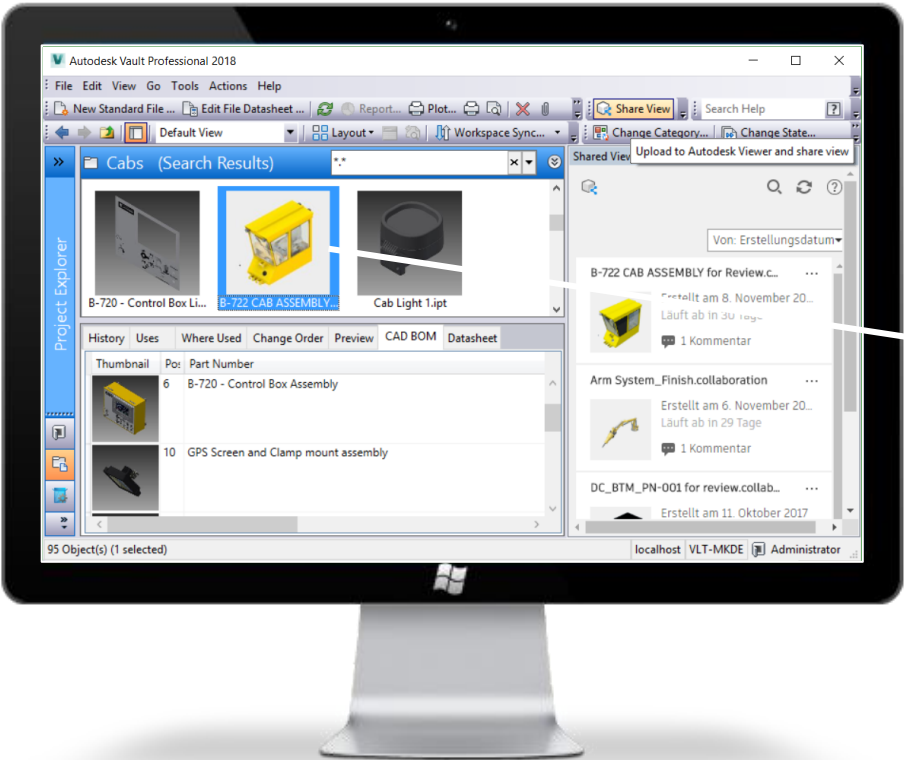 Autodesk Vault Professional 2018
File Edit View Go Tools Actions Help
New Standard File ... Edit File Datasheet ... Report... Plot... Share View Search Help
Default View Layout Workspace Sync... Change Category... Change State...
Upload to Autodesk Viewer and share view
Project Explorer
Cabs (Search Results) *.*
B-720 - Control Box Li... B-722 CAB ASSEMBLY... Cab Light 1.ipt
History Uses Where Used Change Order Preview CAD BOM Datasheet
Thumbnail Pos Part Number
6 B-720 - Control Box Assembly
10 GPS Screen and Clamp mount assembly
Shared View
Von: Erstellungsdatum
B-722 CAB ASSEMBLY for Review.c... ...
Erstellt am 8. November 20...
Läuft ab in 30 Tage
1 Kommentar
Arm System_Finish.collaboration ...
Erstellt am 6. November 20...
Läuft ab in 29 Tage
1 Kommentar
DC_BTM_PN-001 for review.collab... ...
Erstellt am 11. Oktober 2017
95 Object(s) (1 selected) localhost VLT-MKDE Administrator